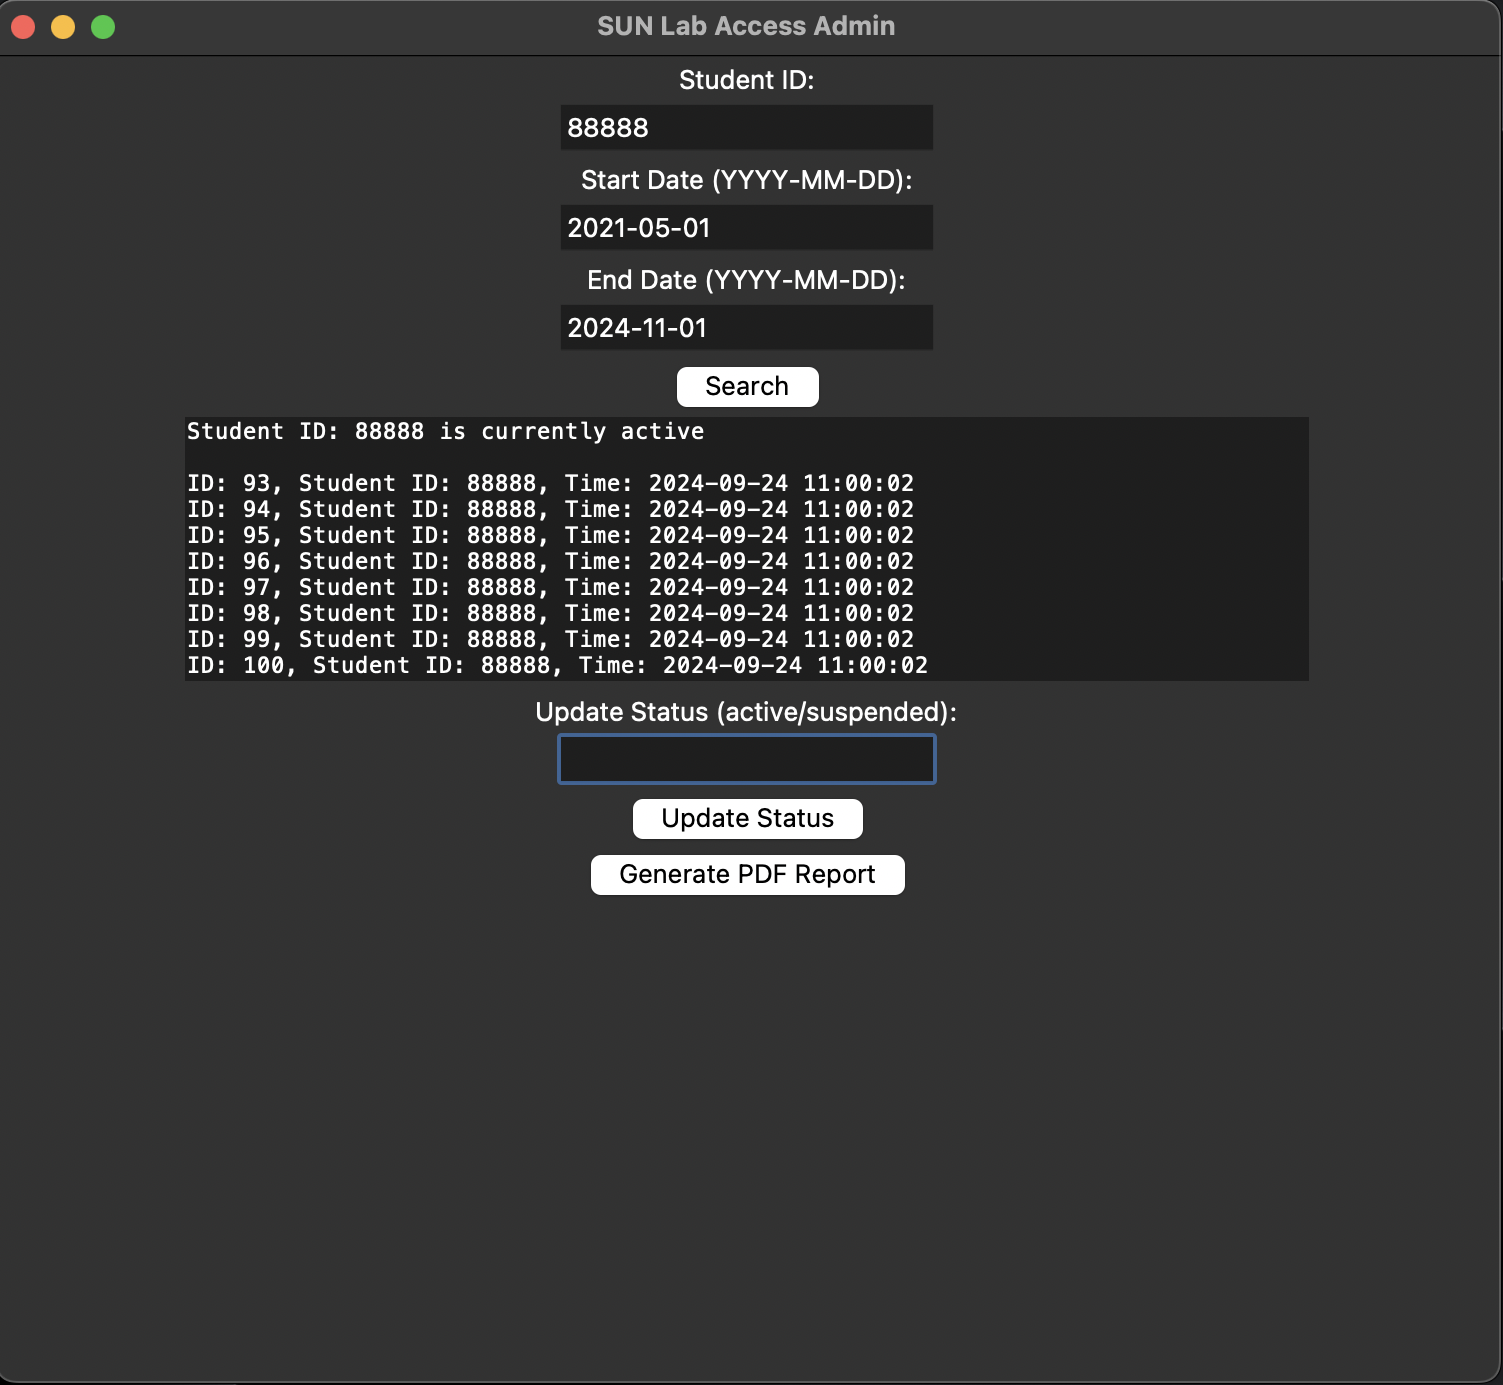 SUN Lab Access Admin
Student ID:
88888
Start Date (YYYY-MM-DD):
2021-05-01
End Date (YYYY-MM-DD):
2024-11-01
Search
Student ID: 88888 is currently active
ID: 93, Student ID: 88888, Time: 2024-09-24 11:00:02
ID: 94, Student ID: 88888, Time: 2024-09-24 11:00:02
ID: 95, Student ID: 88888, Time: 2024-09-24 11:00:02
ID: 96, Student ID: 88888, Time: 2024-09-24 11:00:02
ID: 97, Student ID: 88888, Time: 2024-09-24 11:00:02
ID: 98, Student ID: 88888, Time: 2024-09-24 11:00:02
ID: 99, Student ID: 88888, Time: 2024-09-24 11:00:02
ID: 100, Student ID: 88888, Time: 2024-09-24 11:00:02
Update Status (active/suspended):
Update Status
Generate PDF Report